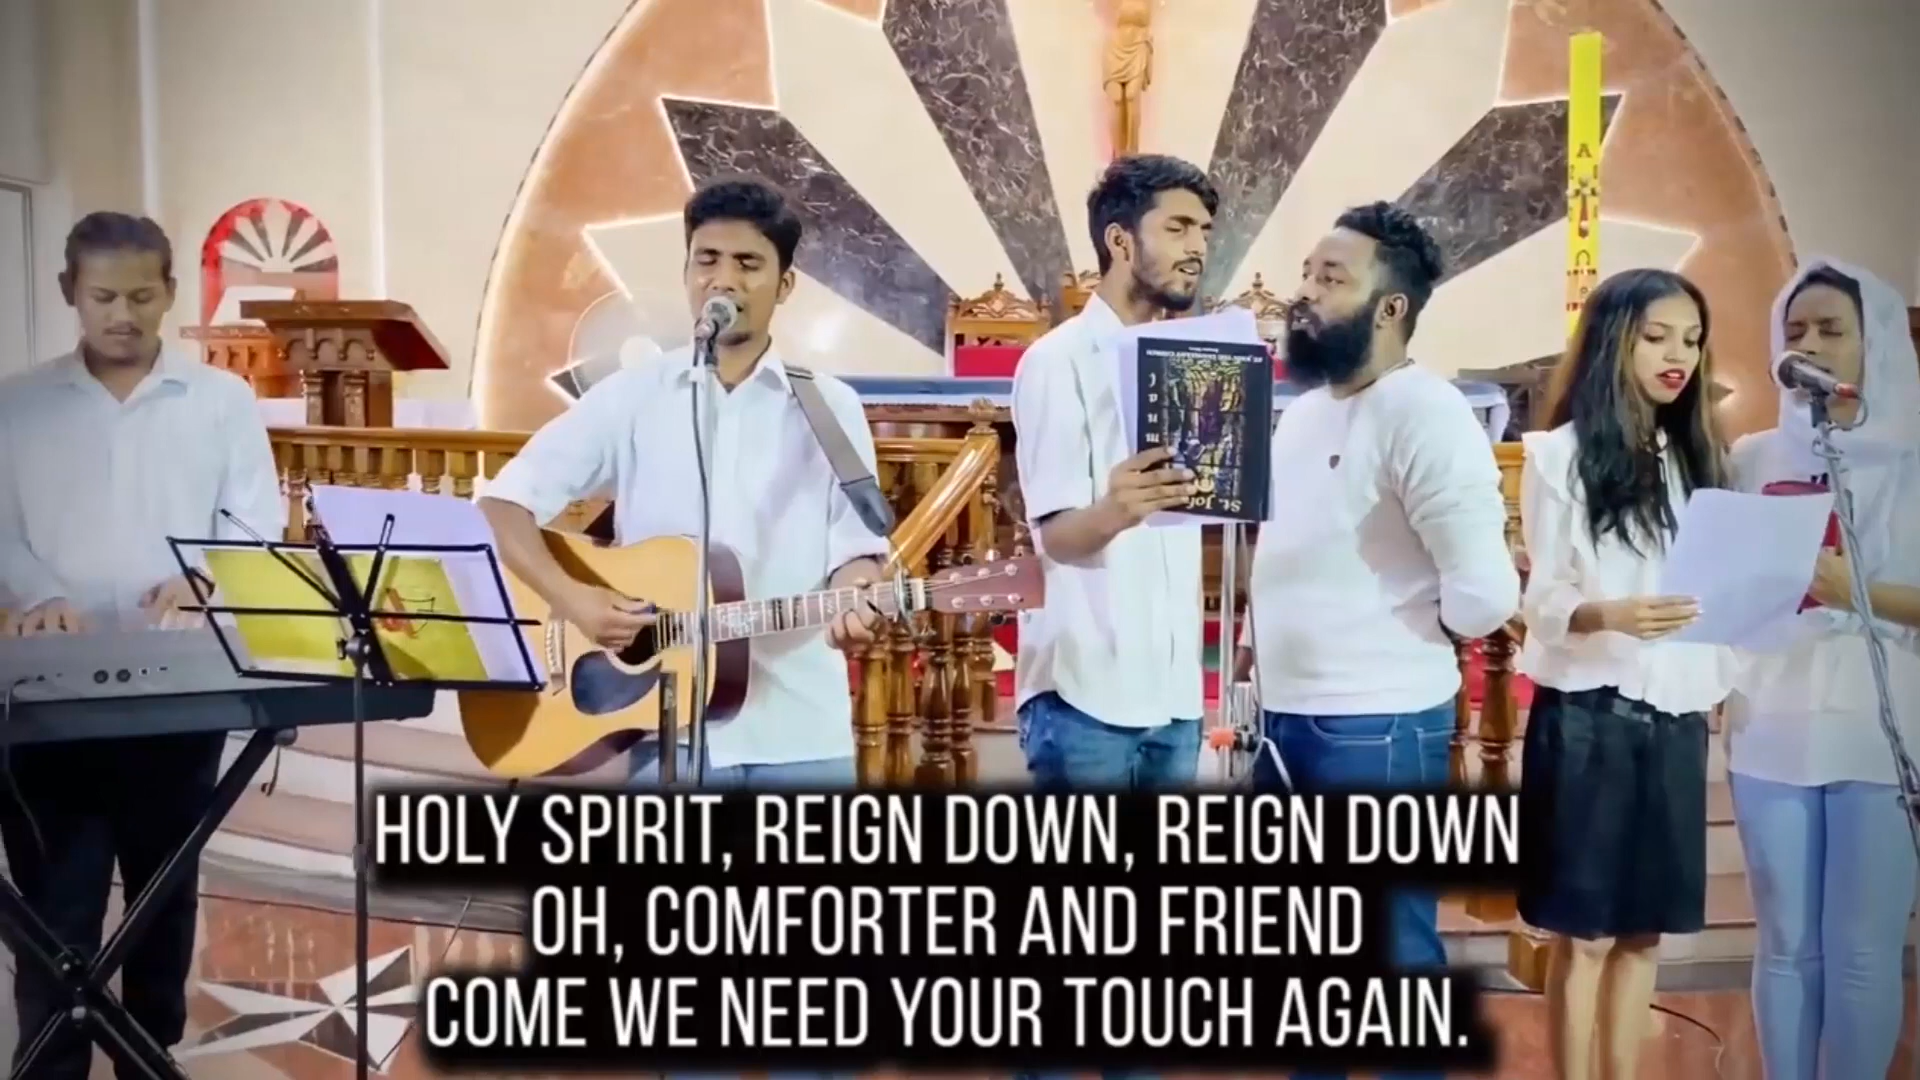 HOLY SPIRIT, REIGN DOWN, REIGN DOWN
OH, COMFORTER AND FRIEND
COME WE NEED YOUR TOUCH AGAIN.
A